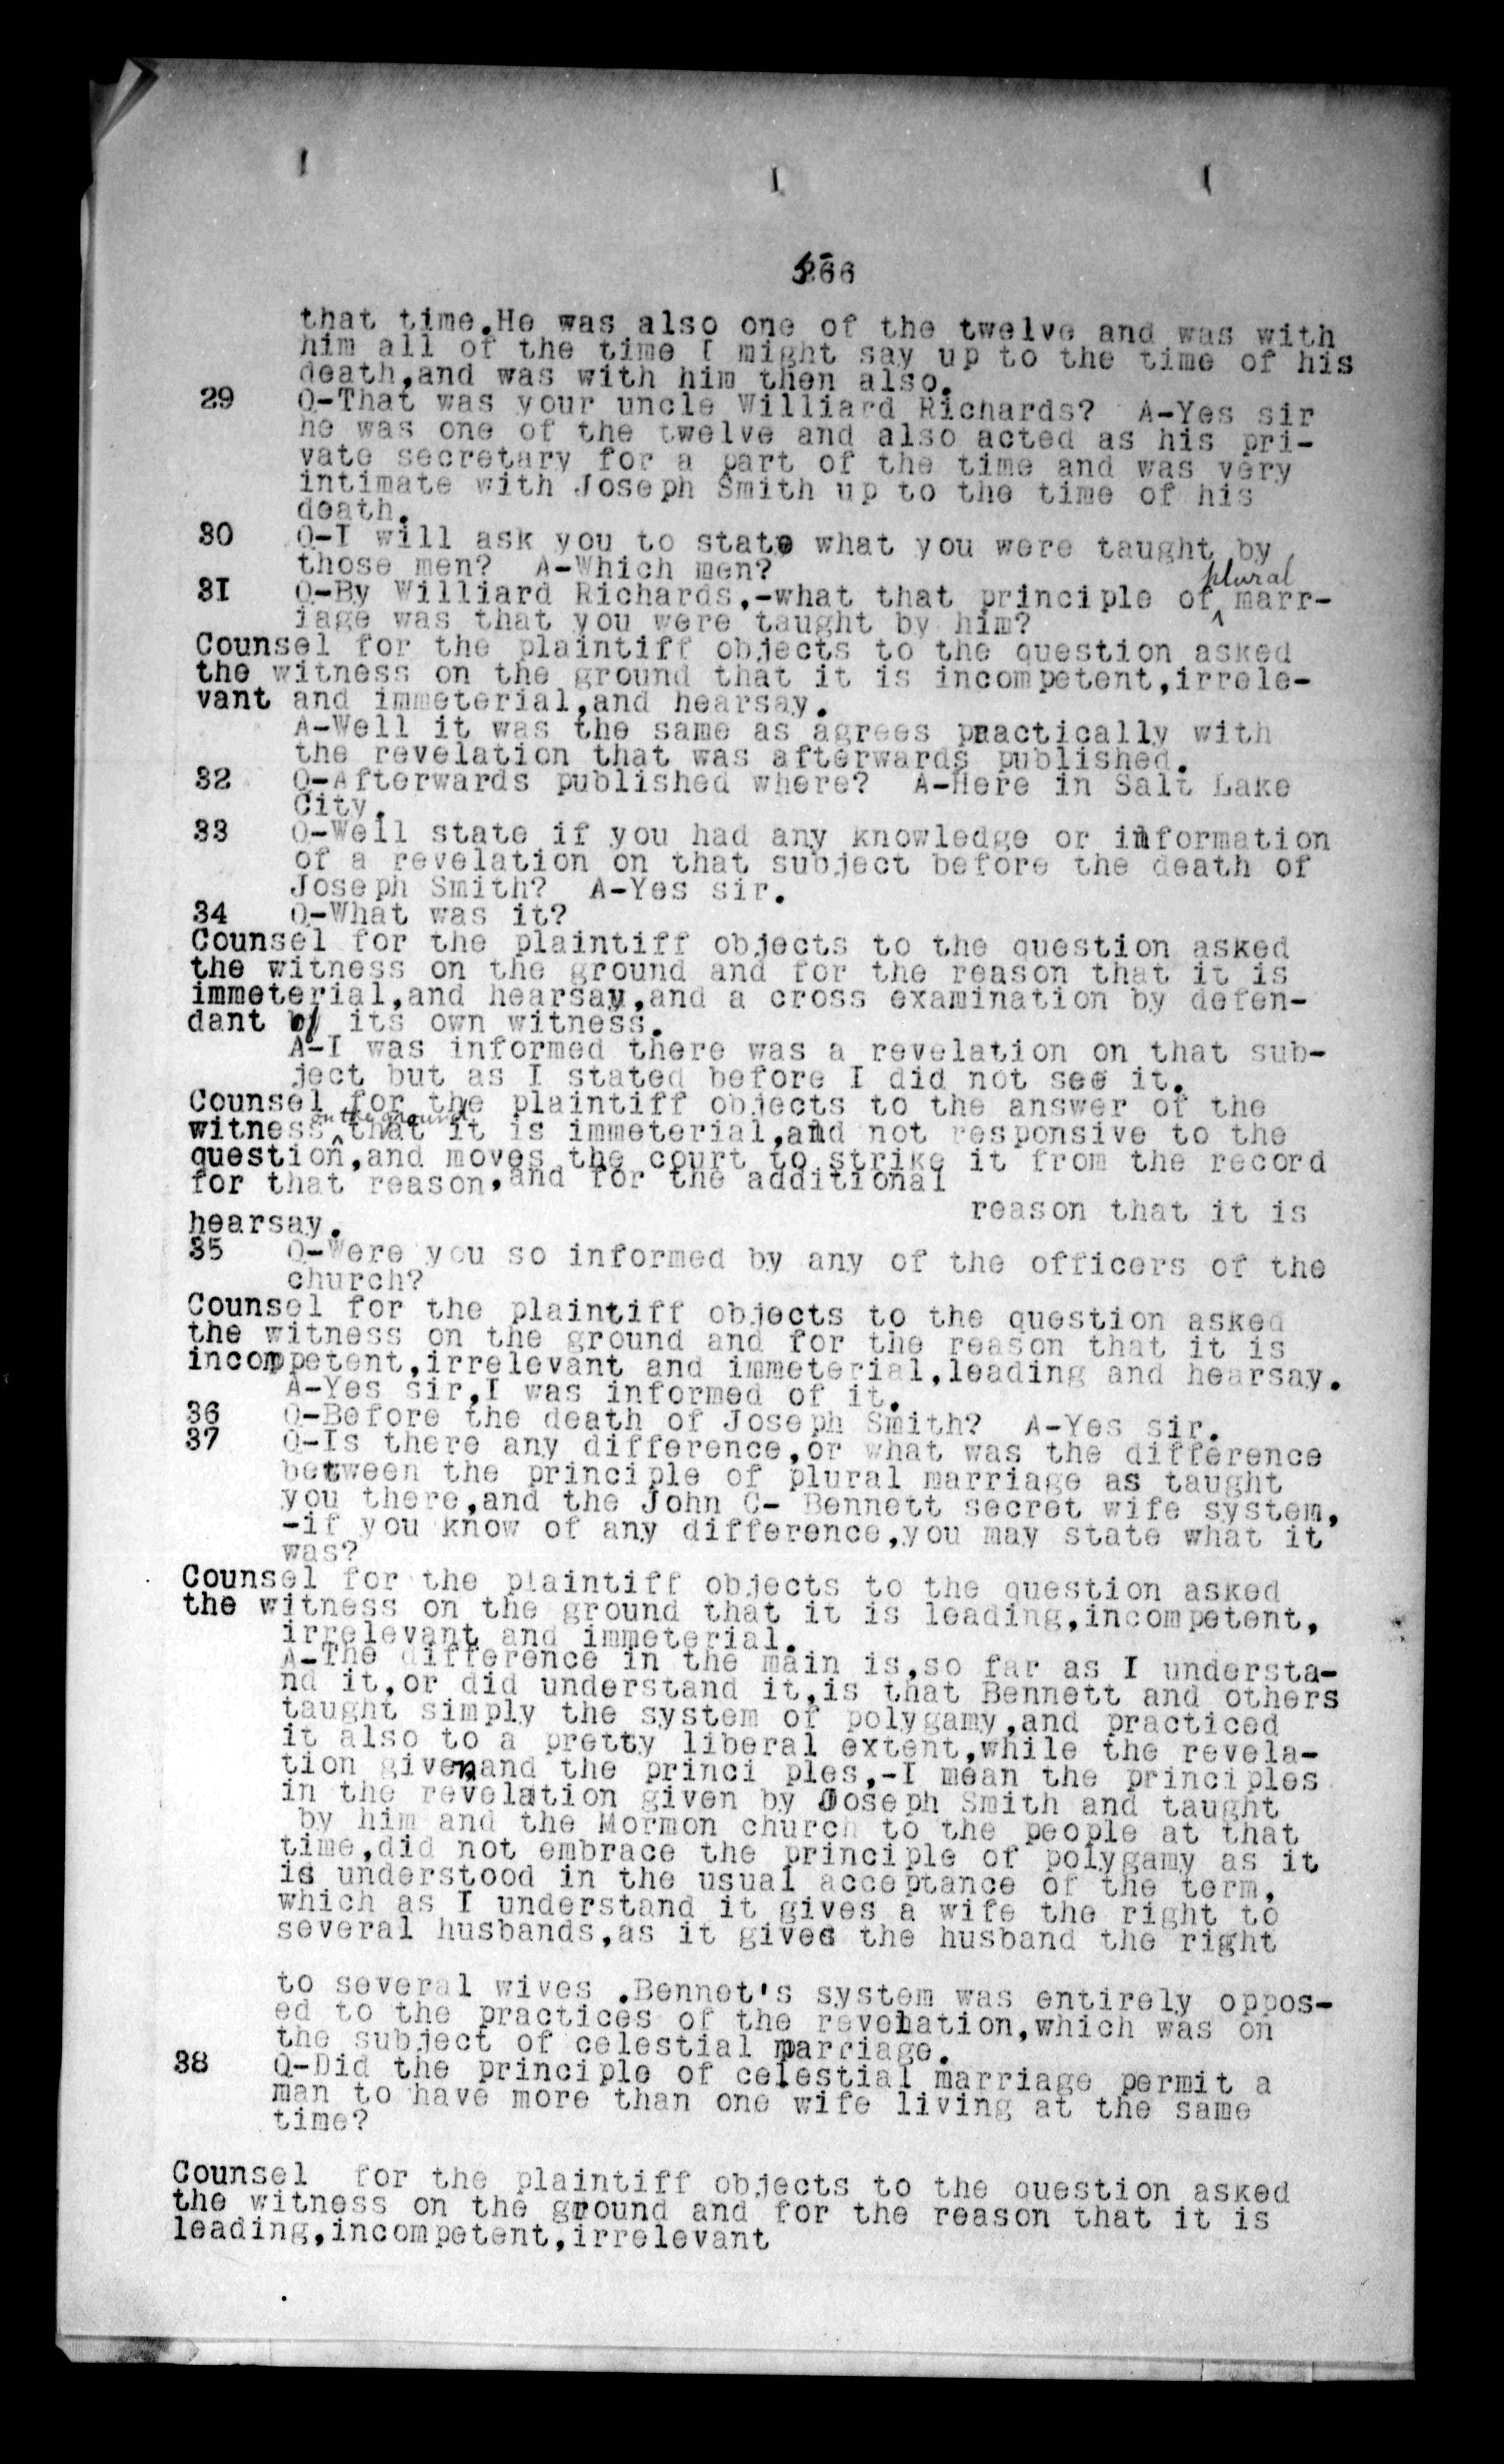 566
that time.He was also one of the twelve and was with
him all of the time I might say up to the time of his
death,and was with him then also.
29 Q-That was your uncle Williard Richards? A-Yes sir
he was one of the twelve and also acted as his pri-
vate secretary for a part of the time and was very
intimate with Joseph Smith up to the time of his
death.
30 Q-I will ask you to state what you were taught by
those men? A-Which men?
plural
31 Q-By Williard Richards,-what that principle of ^ marr-
iage was that you were taught by him?
Counsel for the plaintiff objects to the question asked
the witness on the ground that it is incompetent,irrele-
vant and immeterial,and hearsay.
A-Well it was the same as agrees practically with
the revelation that was afterwards published.
32 Q-Afterwards published where? A-Here in Salt Lake
City.
33 Q-Well state if you had any knowledge or information
of a revelation on that subject before the death of
Joseph Smith? A-Yes sir.
34 Q-What was it?
Counsel for the plaintiff objects to the question asked
the witness on the ground and for the reason that it is
immeterial,and hearsay,and a cross examination by defen-
dant of its own witness.
A-I was informed there was a revelation on that sub-
ject but as I stated before I did not see it.
Counsel for the plaintiff objects to the answer of the
on the ground
witness ^ that it is immeterial,and not responsive to the
question,and moves the court to strike it from the record
for that reason,and for the additional
reason that it is
hearsay.
35 Q-Were you so informed by any of the officers of the
church?
Counsel for the plaintiff objects to the question asked
the witness on the ground and for the reason that it is
incompetent,irrelevant and immeterial,leading and hearsay.
A-Yes sir,I was informed of it.
36 Q-Before the death of Joseph Smith? A-Yes sir.
37 Q-Is there any difference,or what was the difference
between the principle of plural marriage as taught
you there,and the John C- Bennett secret wife system,
-if you know of any difference,you may state what it
was?
Counsel for the plaintiff objects to the question asked
the witness on the ground that it is leading,incompetent,
irrelevant and immeterial.
A-The difference in the main is,so far as I understa-
nd it,or did understand it,is that Bennett and others
taught simply the system of polygamy,and practiced
it also to a pretty liberal extent,while the revela-
tion given and the princi ples,-I mean the principles
in the revelation given by Joseph Smith and taught
by him and the Mormon church to the people at that
time,did not embrace the principle of polygamy as it
is understood in the usual acceptance of the term,
which as I understand it gives a wife the right to
several husbands,as it gives the husband the right
to several wives .Bennet's system was entirely oppos-
ed to the practices of the revelation,which was on
the subject of celestial marriage.
38 Q-Did the principle of celestial marriage permit a
man to have more than one wife living at the same
time?
Counsel for the plaintiff objects to the question asked
the witness on the ground and for the reason that it is
leading,incompetent,irrelevant